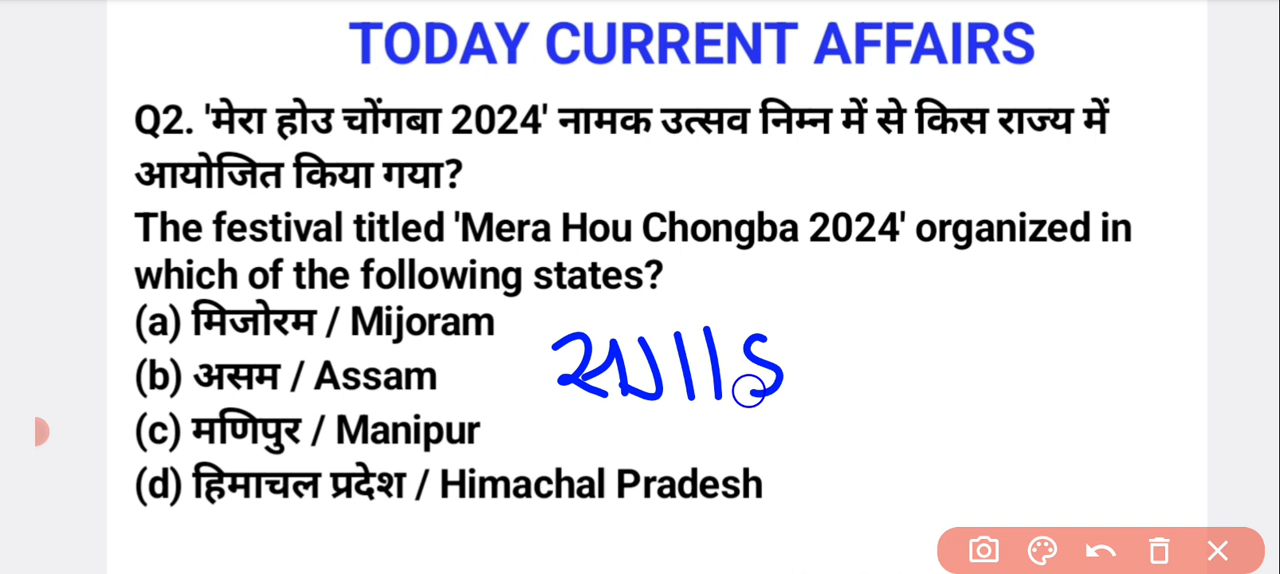 TODAY CURRENT AFFAIRS
Q2. 'मेरा होउ चोंगबा 2024' नामक उत्सव निम्न में से किस राज्य में
आयोजित किया गया?
The festival titled 'Mera Hou Chongba 2024' organized in
which of the following states?
(a) मिजोरम / Mijoram
(b) असम / Assam
(c) मणिपुर / Manipur
(d) हिमाचल प्रदेश / Himachal Pradesh